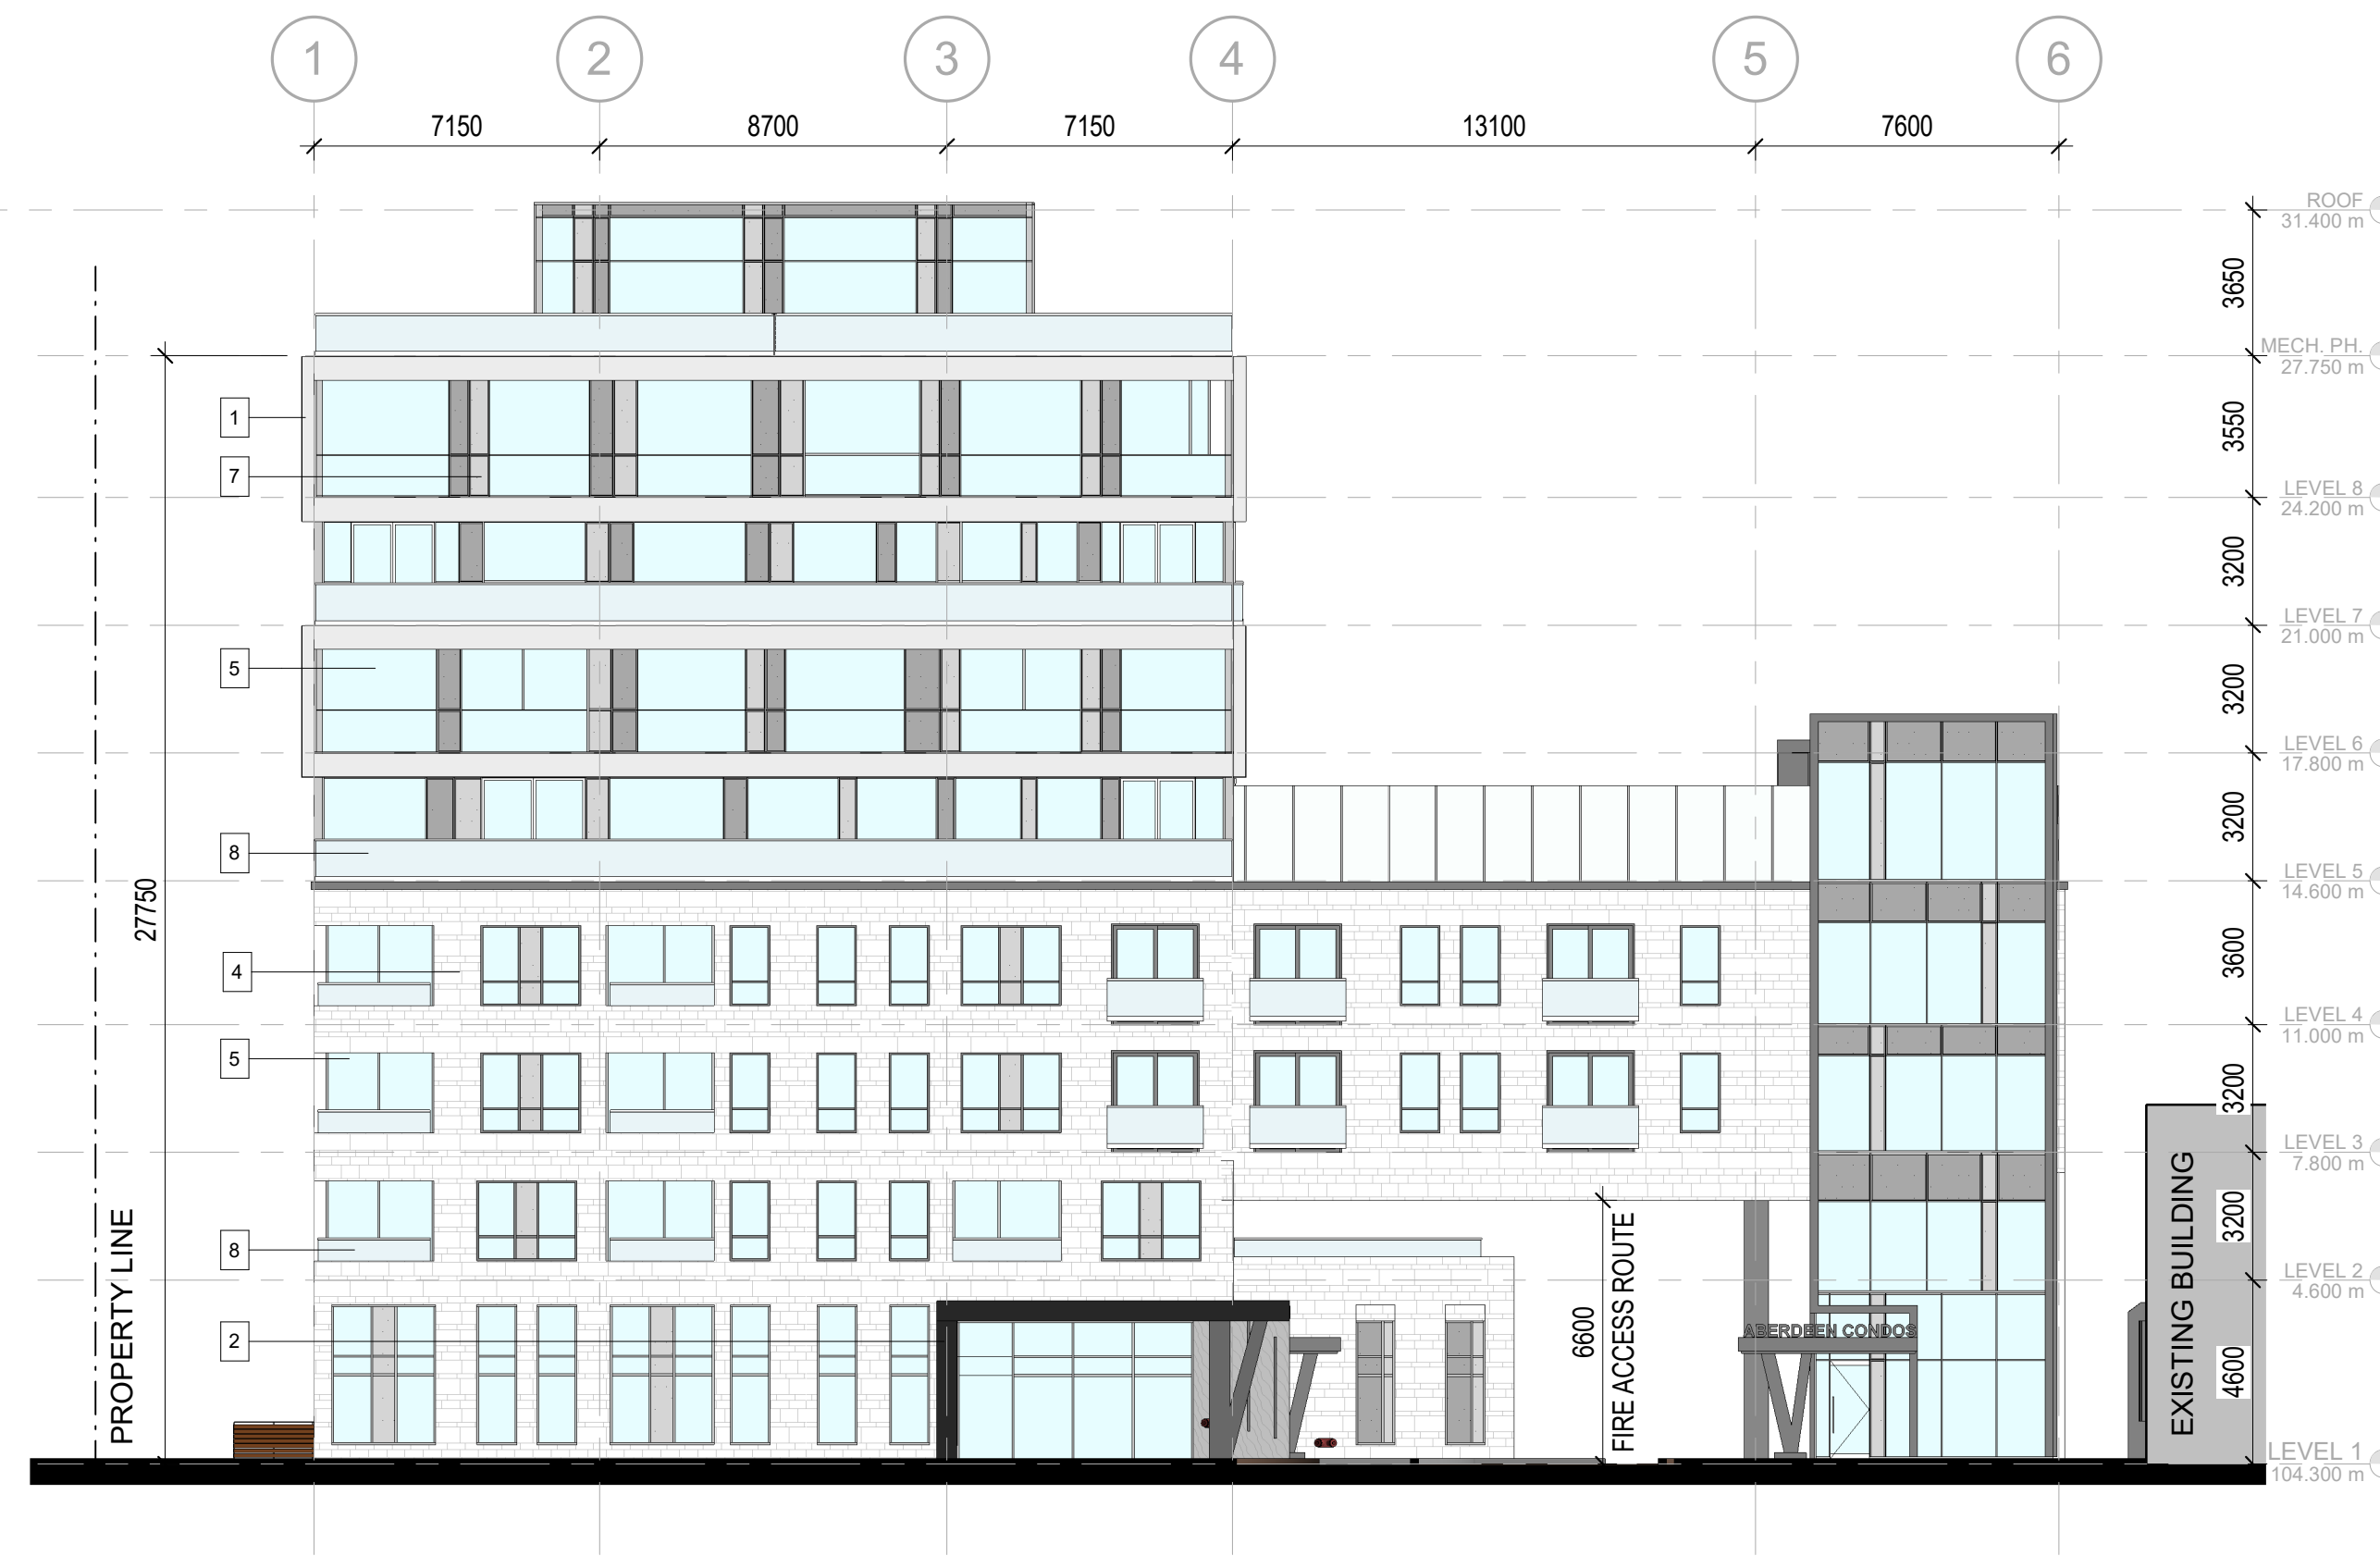 1 2 3 4 5 6
7150 8700 7150 13100 7600
ROOF
31.400 m
3650
MECH. PH.
27.750 m
1
3550
7
LEVEL 8
24.200 m
3200
LEVEL 7
21.000 m
5
3200
LEVEL 6
17.800 m
3200
8
LEVEL 5
14.600 m
27750
4
3600
LEVEL 4
11.000 m
5
3200
LEVEL 3
7.800 m
8
3200
LEVEL 2
4.600 m
2
PROPERTY LINE
6600
FIRE ACCESS ROUTE
ABERDEEN CONDOS
EXISTING BUILDING
4600
LEVEL 1
104.300 m